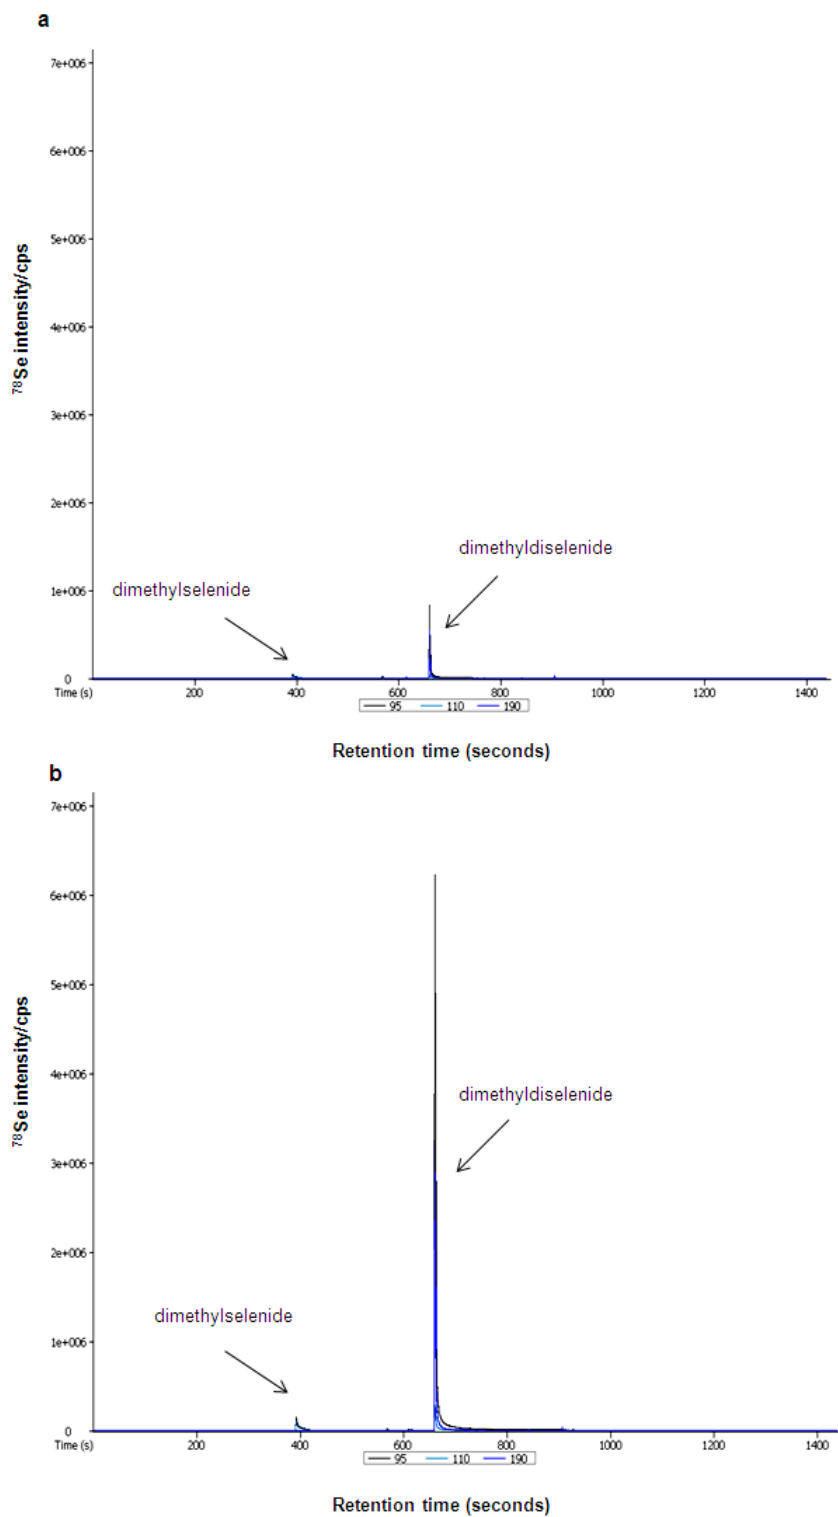 a
7e+006
6e+006
5e+006
4e+006
3e+006
2e+006
1e+006
0
⁷⁸Se intensity/cps
dimethyldiselenide
dimethylselenide
Time (s) 200 400 600 800 1000 1200 1400
95 110 190
Retention time (seconds)
b
7e+006
6e+006
5e+006
4e+006
3e+006
2e+006
1e+006
0
⁷⁸Se intensity/cps
dimethyldiselenide
dimethylselenide
Time (s) 200 400 600 800 1000 1200 1400
95 110 190
Retention time (seconds)